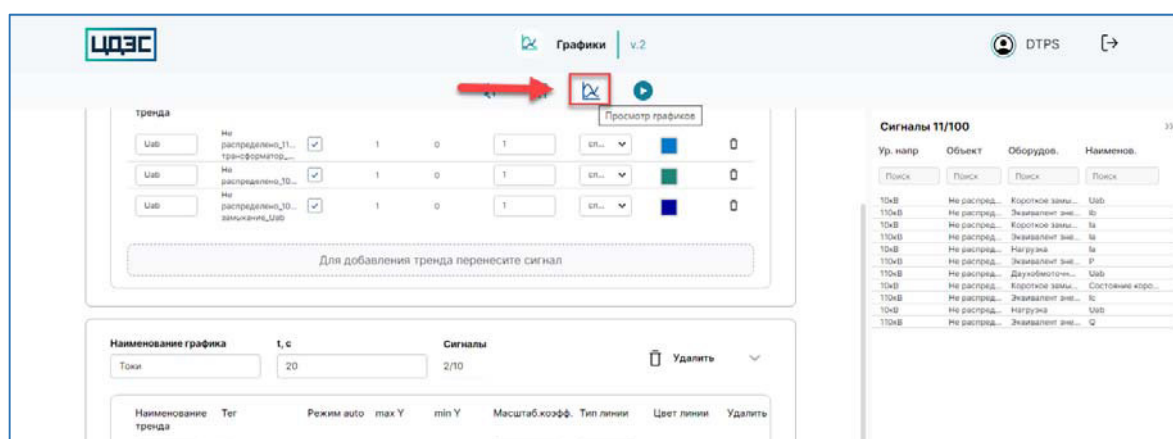 ЦДЭС
Графики v.2
DTPS
Просмотр графиков
тренда
Uab Не распределено_11... трансформатор_... 1 0 1 сп...
Uab Не распределено_10... 1 0 1 сп...
Uab Не распределено_10... замыкание_Uab 1 0 1 сп...
Для добавления тренда перенесите сигнал
Наименование графика t, с Сигналы
Токи 20 2/10 Удалить
Наименование тренда Тег Режим auto max Y min Y Масштаб.коэфф. Тип линии Цвет линии Удалить
Сигналы 11/100
Ур. напр Объект Оборудов. Наименов.
Поиск Поиск Поиск Поиск
10кВ Не распред... Короткое замы... Uab
110кВ Не распред... Эквивалент вне... Ib
10кВ Не распред... Короткое замы... Ia
110кВ Не распред... Эквивалент вне... Ia
10кВ Не распред... Нагрузка Ia
110кВ Не распред... Эквивалент вне... P
110кВ Не распред... Двухобмоточн... Uab
10кВ Не распред... Короткое замы... Состояние коро...
110кВ Не распред... Эквивалент вне... Ic
10кВ Не распред... Нагрузка Uab
110кВ Не распред... Эквивалент вне... Q